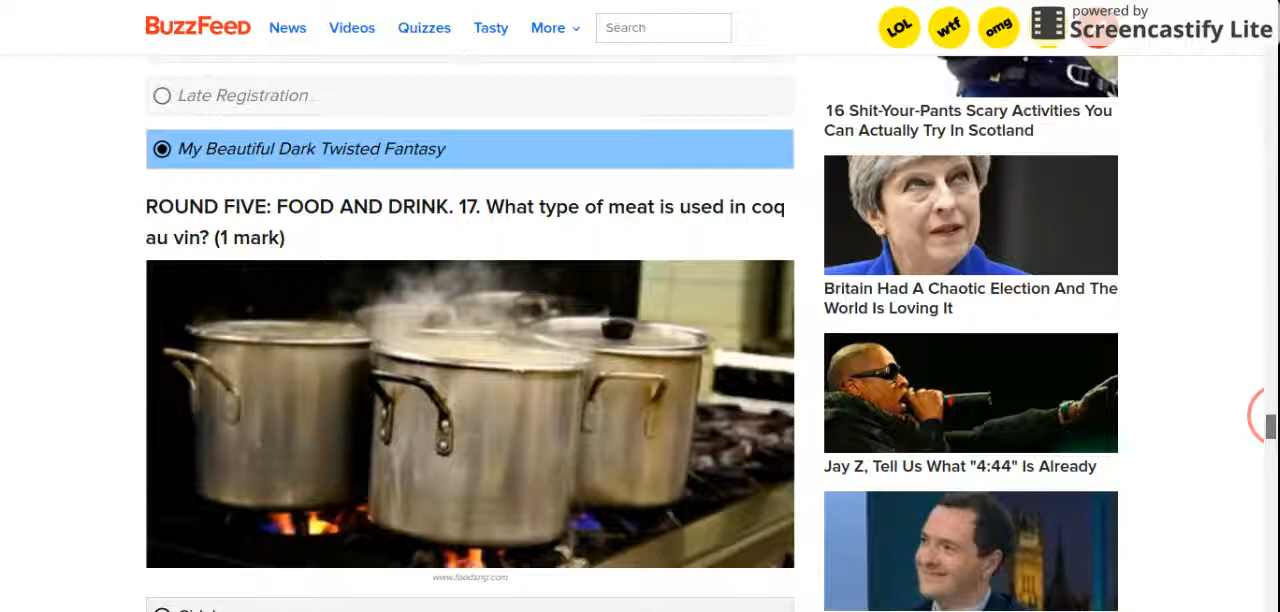 BuzzFeed News Videos Quizzes Tasty More Search LOL wtf omg powered by Screencastify Lite
Late Registration
My Beautiful Dark Twisted Fantasy
ROUND FIVE: FOOD AND DRINK. 17. What type of meat is used in coq
au vin? (1 mark)
www.foodsng.com
16 Shit-Your-Pants Scary Activities You
Can Actually Try In Scotland
Britain Had A Chaotic Election And The
World Is Loving It
Jay Z, Tell Us What "4:44" Is Already